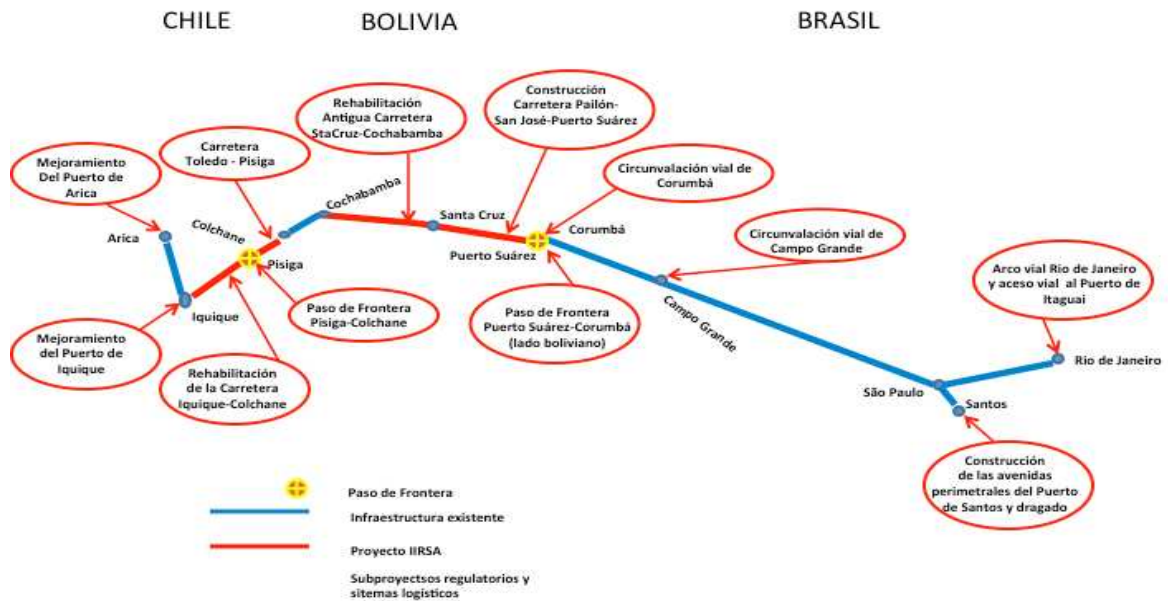 CHILE
BOLIVIA
BRASIL
Mejoramiento
Del Puerto de
Arica
Carretera
Toledo - Pisiga
Rehabilitación
Antigua Carretera
StaCruz-Cochabamba
Construcción
Carretera Pailón-
San José-Puerto Suárez
Circunvalación vial de
Corumbá
Circunvalación vial de
Campo Grande
Arco vial Río de Janeiro
y aceso vial al Puerto de
Itaguai
Arica
Colchane
Cochabamba
Santa Cruz
Corumbá
Pisiga
Puerto Suárez
Iquique
Campo Grande
Rio de Janeiro
São Paulo
Santos
Mejoramiento
del Puerto de
Iquique
Rehabilitación
de la Carretera
Iquique-Colchane
Paso de Frontera
Pisiga-Colchane
Paso de Frontera
Puerto Suárez-Corumbá
(lado boliviano)
Construcción
de las avenidas
perimetrales del Puerto
de Santos y dragado
Paso de Frontera
Infraestructura existente
Proyecto IIRSA
Subproyectsos regulatorios y
sitemas logísticos